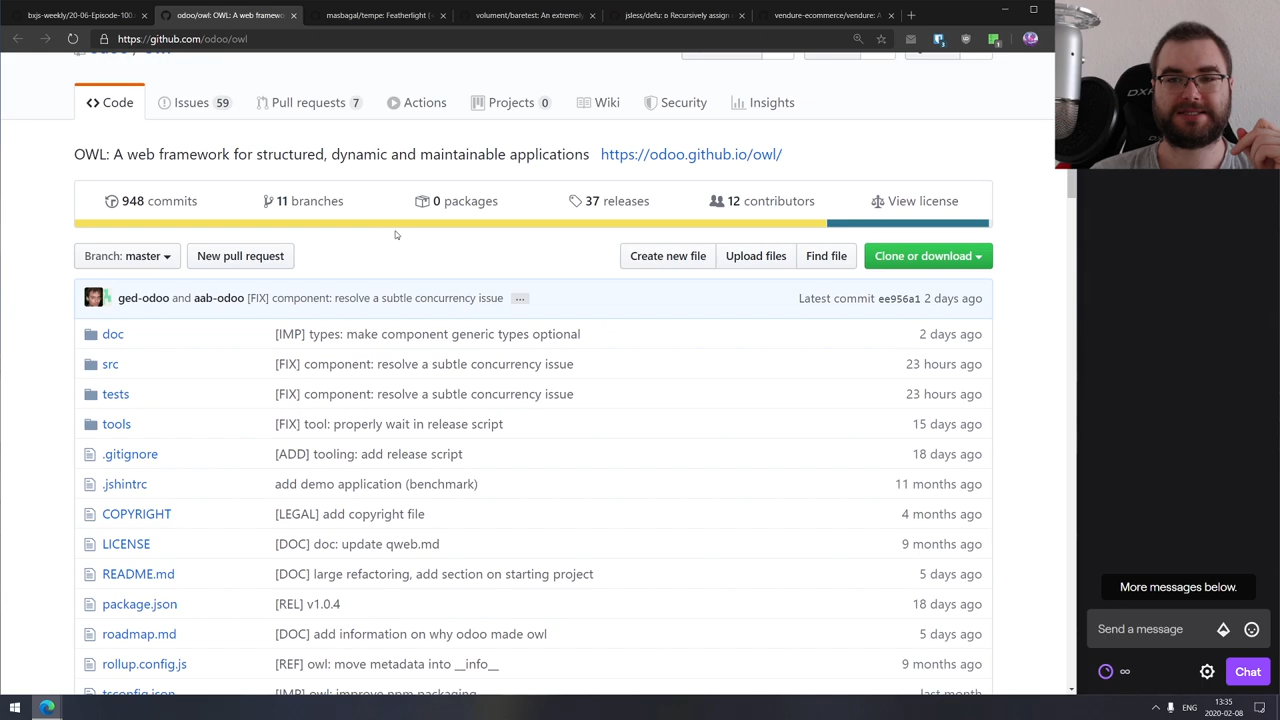 bxjs-weekly/20-06-Episode-100.
odoo/owl: OWL: A web framew
masbagal/tempe: Featherlight (
volument/baretest: An extremely
jsless/defu: Recursively assign
vendure-ecommerce/vendure: A
https://github.com/odoo/owl
Code
Issues 59
Pull requests 7
Actions
Projects 0
Wiki
Security
Insights
OWL: A web framework for structured, dynamic and maintainable applications https://odoo.github.io/owl/
948 commits
11 branches
0 packages
37 releases
12 contributors
View license
Branch: master
New pull request
Create new file
Upload files
Find file
Clone or download
ged-odoo and aab-odoo [FIX] component: resolve a subtle concurrency issue ...
Latest commit ee956a1 2 days ago
doc [IMP] types: make component generic types optional 2 days ago
src [FIX] component: resolve a subtle concurrency issue 23 hours ago
tests [FIX] component: resolve a subtle concurrency issue 23 hours ago
tools [FIX] tool: properly wait in release script 15 days ago
.gitignore [ADD] tooling: add release script 18 days ago
.jshintrc add demo application (benchmark) 11 months ago
COPYRIGHT [LEGAL] add copyright file 4 months ago
LICENSE [DOC] doc: update qweb.md 9 months ago
README.md [DOC] large refactoring, add section on starting project 5 days ago
package.json [REL] v1.0.4 18 days ago
roadmap.md [DOC] add information on why odoo made owl 5 days ago
rollup.config.js [REF] owl: move metadata into __info__ 9 months ago
tsconfig.json [IMP] owl: improve npm packaging last month
More messages below.
Send a message
∞
Chat
ENG
13:35
2020-02-08